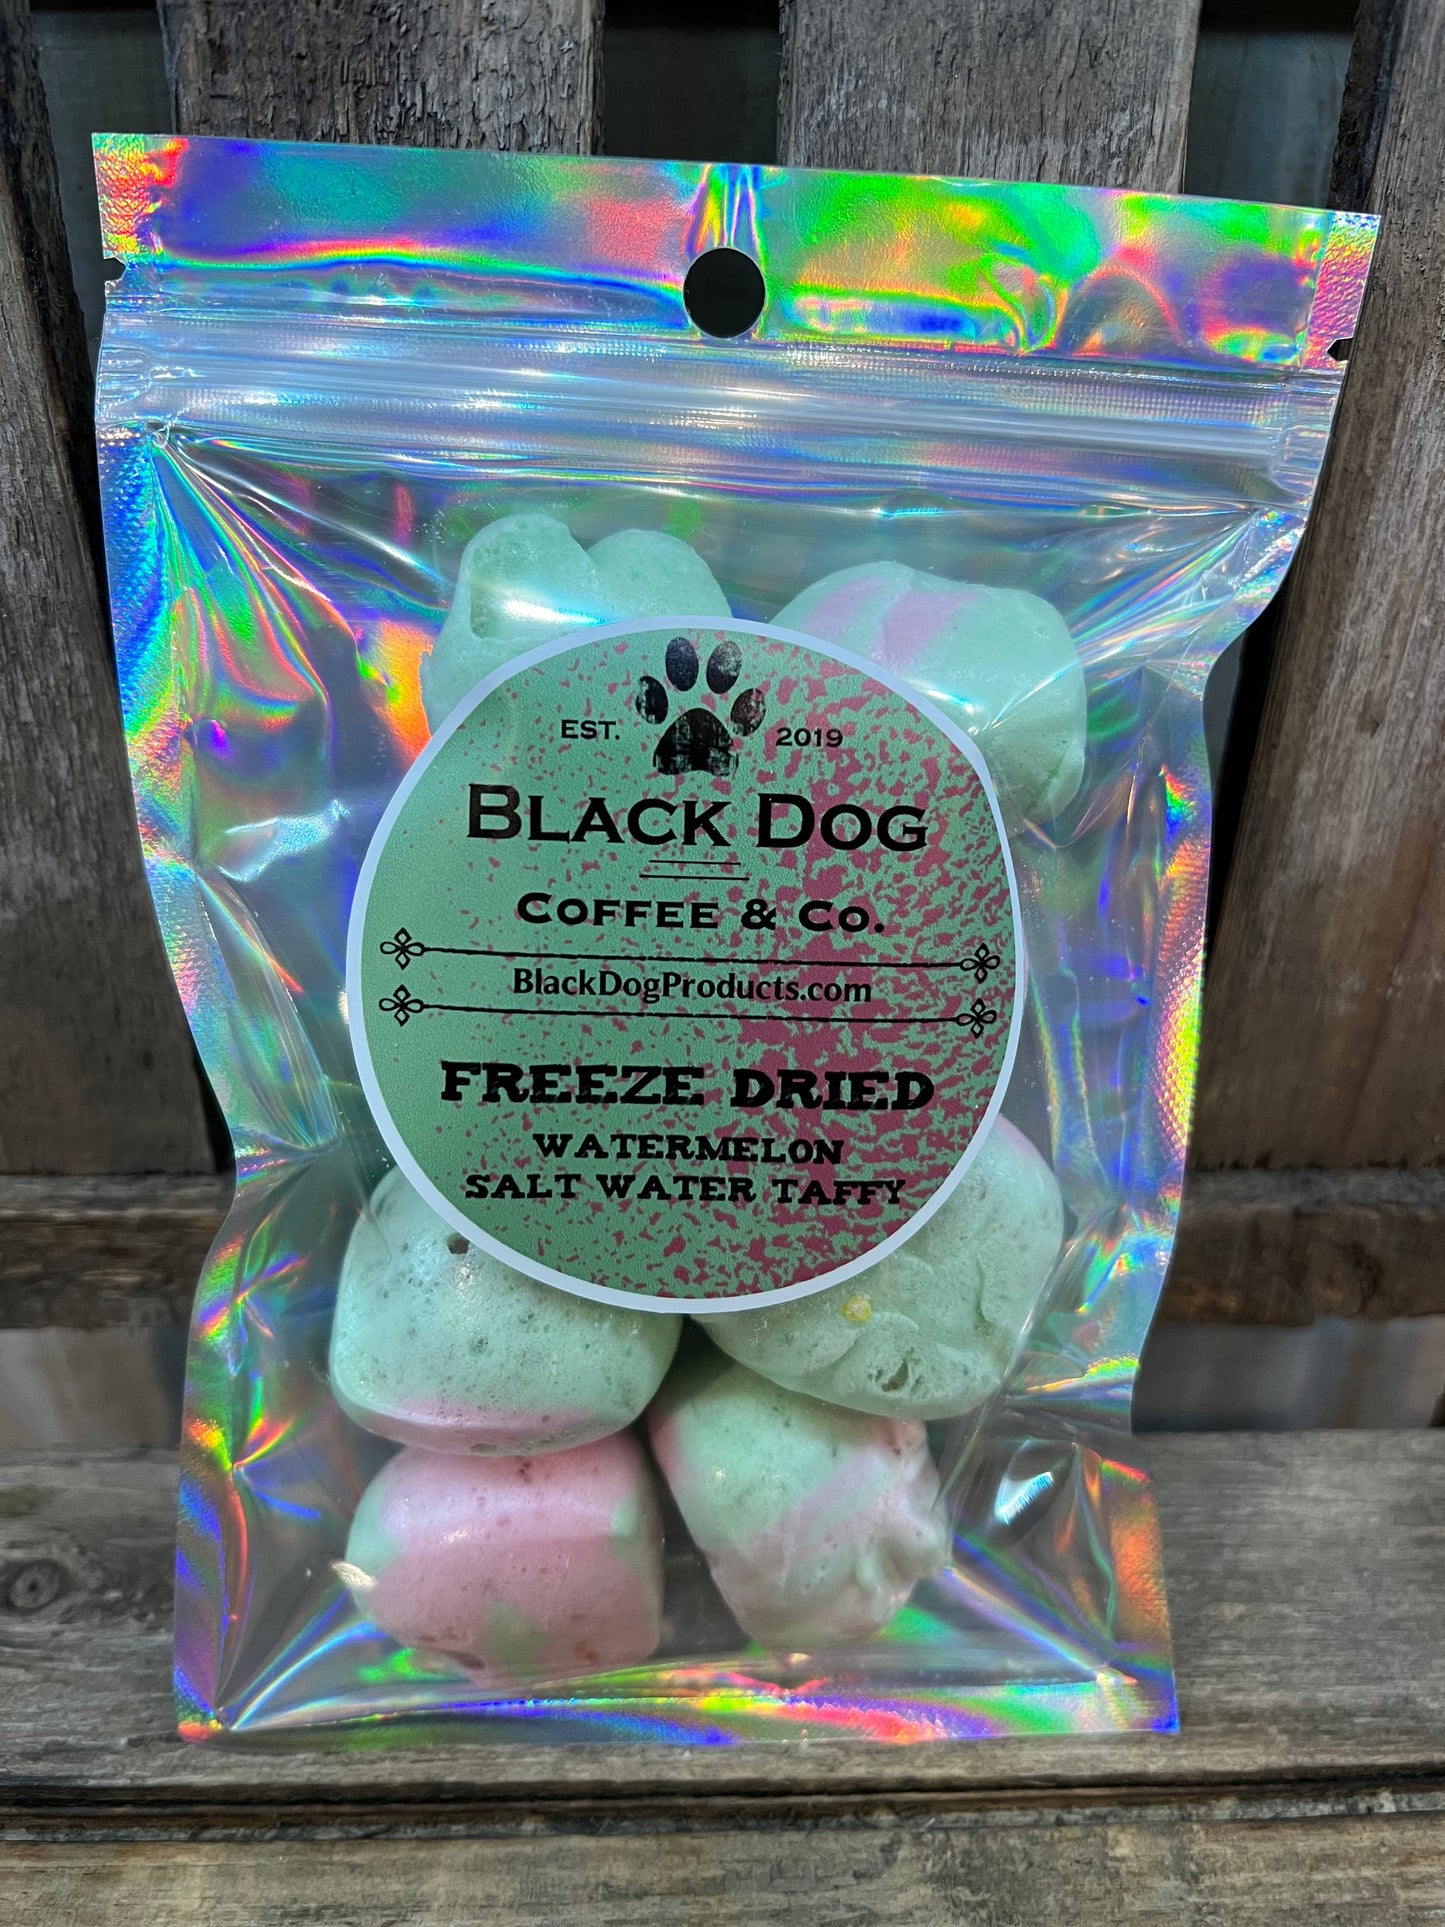 EST. 2019
BLACK DOG
COFFEE & CO.
BlackDogProducts.com
FREEZE DRIED
WATERMELON
SALT WATER TAFFY